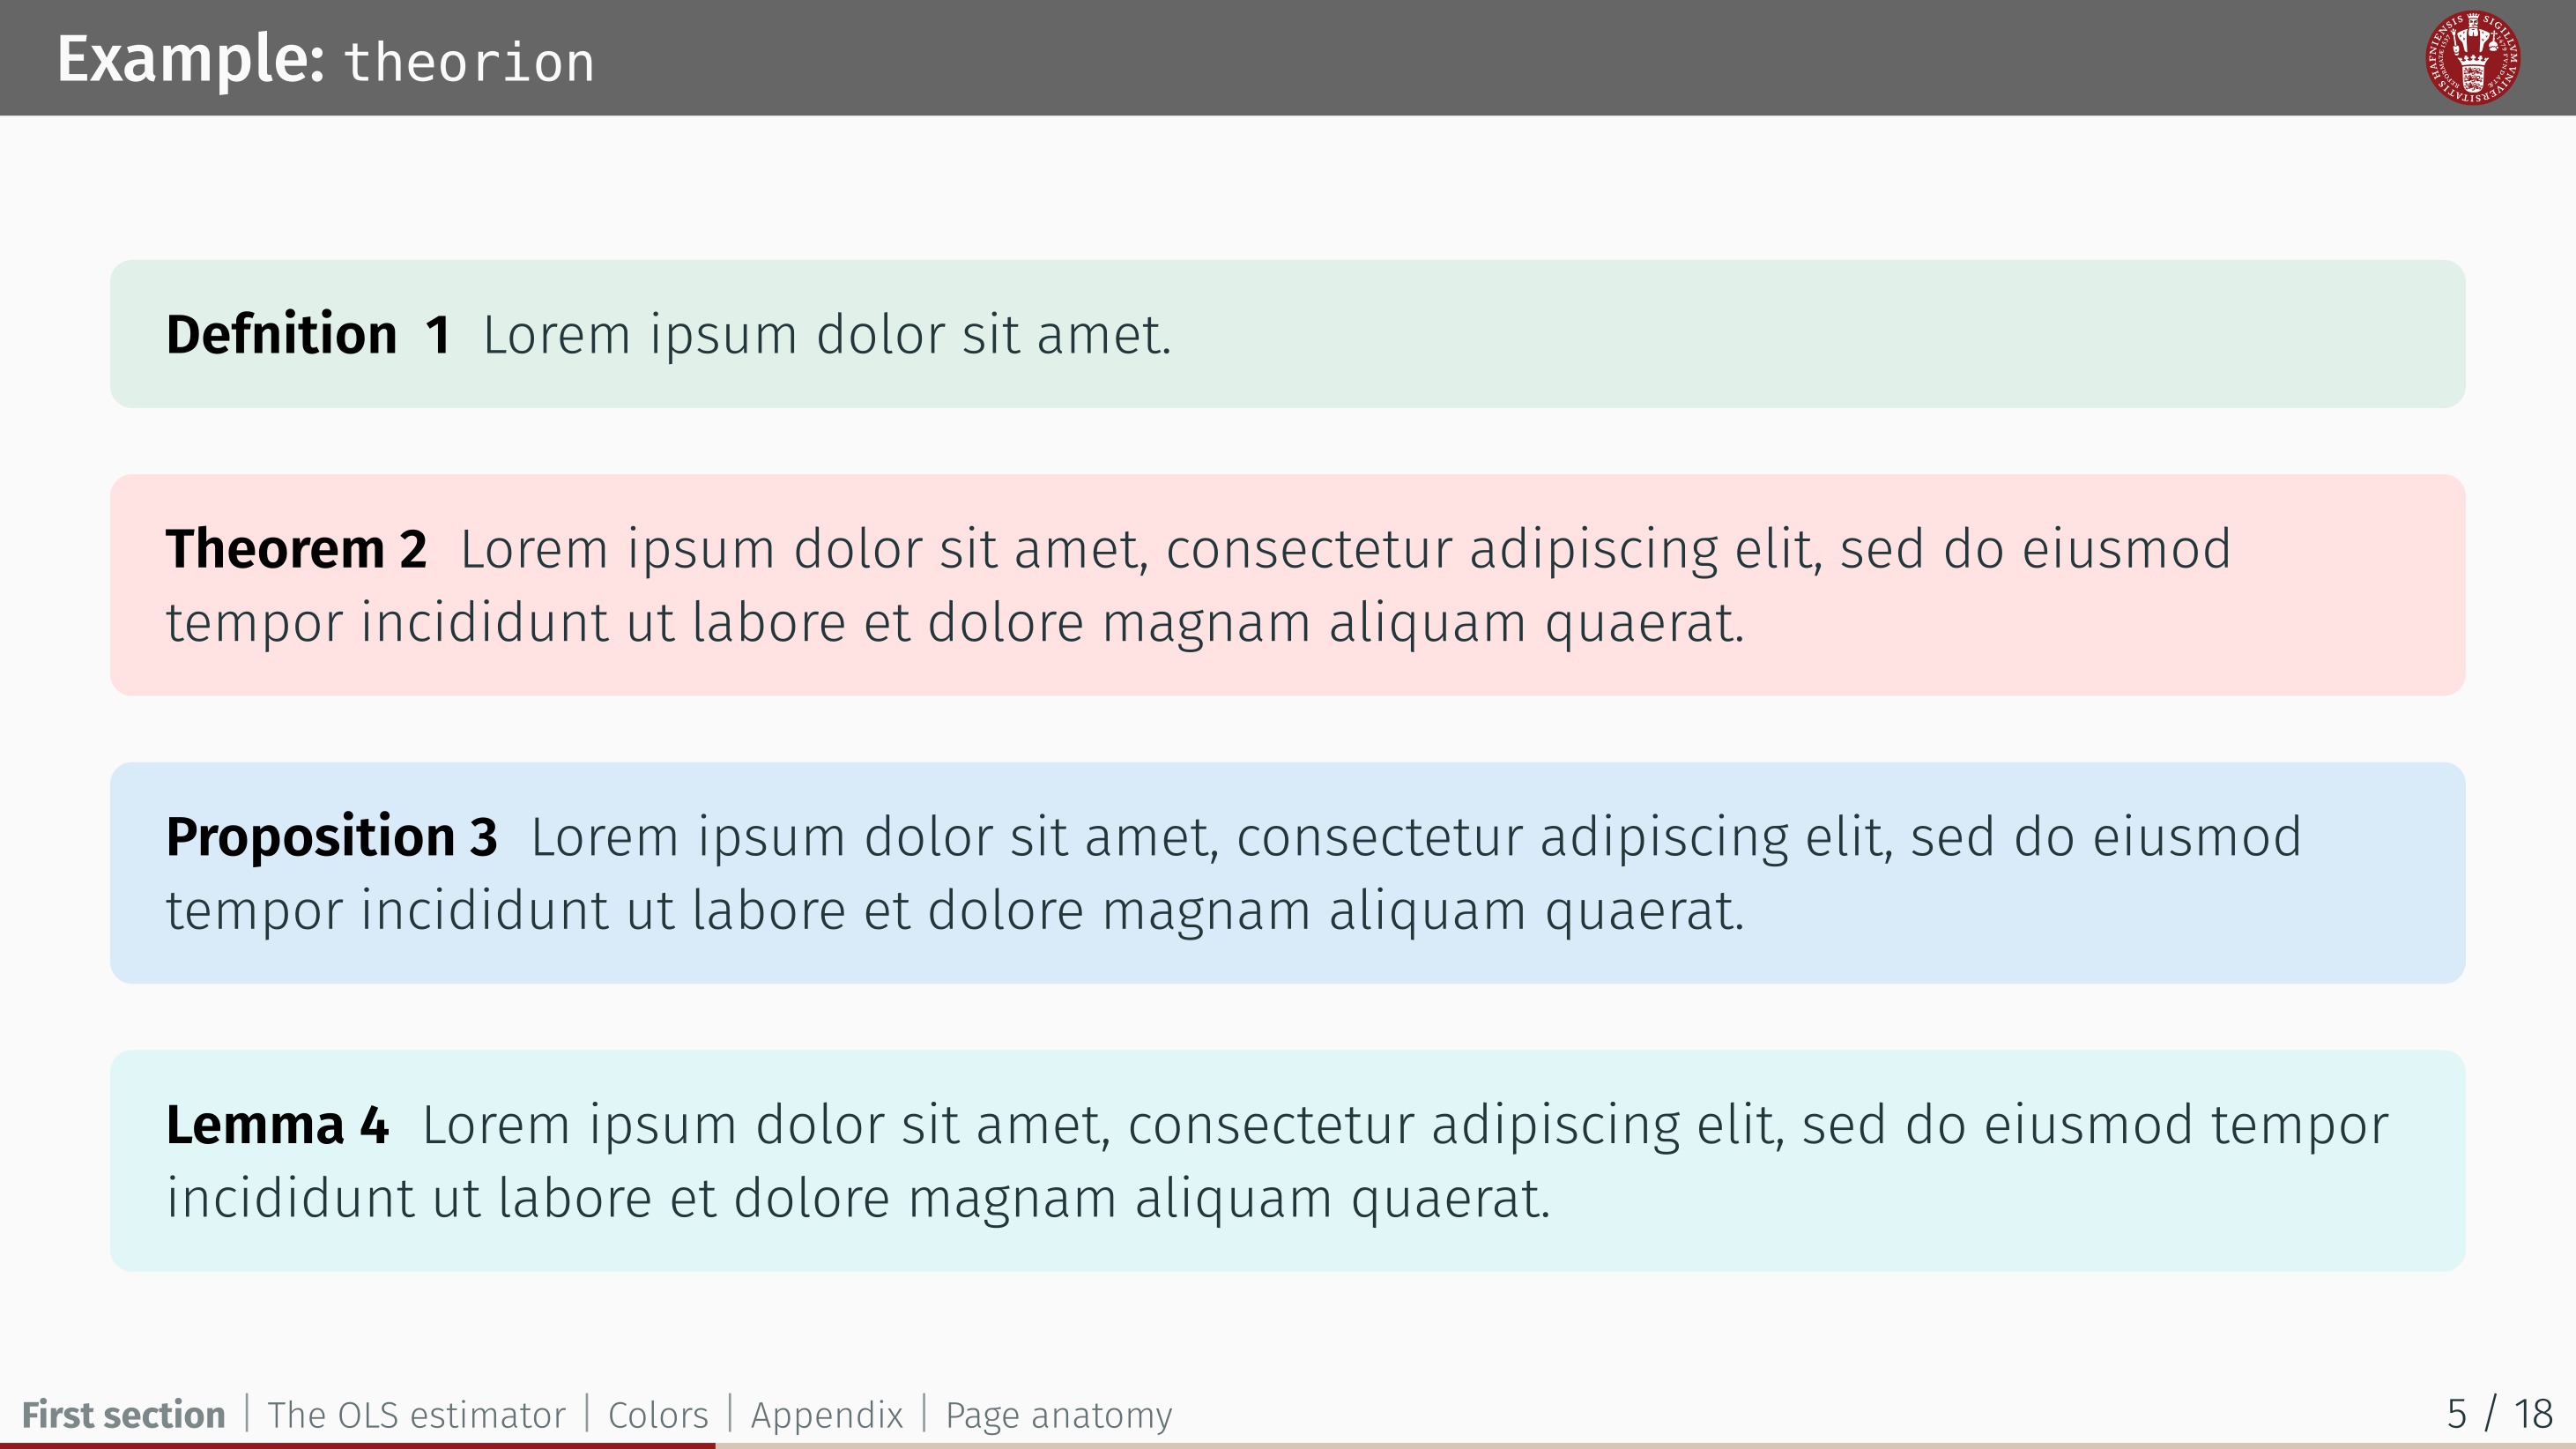 Example: theorion
SIGILLVM VNIVERSITATIS HAFNIENSIS
Defnition 1 Lorem ipsum dolor sit amet.
Theorem 2 Lorem ipsum dolor sit amet, consectetur adipiscing elit, sed do eiusmod
tempor incididunt ut labore et dolore magnam aliquam quaerat.
Proposition 3 Lorem ipsum dolor sit amet, consectetur adipiscing elit, sed do eiusmod
tempor incididunt ut labore et dolore magnam aliquam quaerat.
Lemma 4 Lorem ipsum dolor sit amet, consectetur adipiscing elit, sed do eiusmod tempor
incididunt ut labore et dolore magnam aliquam quaerat.
First section | The OLS estimator | Colors | Appendix | Page anatomy
5 / 18